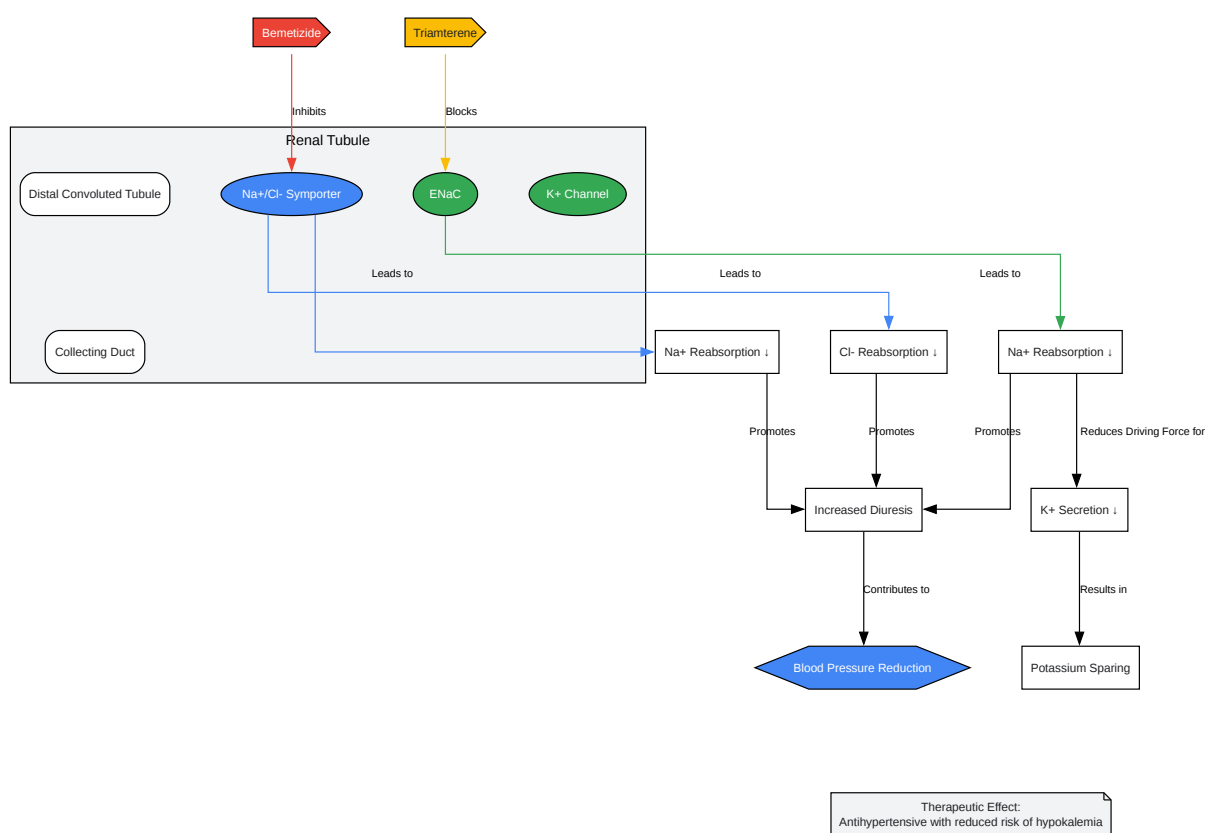 Bemetizide
Triamterene
Inhibits
Blocks
Renal Tubule
Distal Convoluted Tubule
Na+/Cl- Symporter
ENaC
K+ Channel
Leads to
Leads to
Leads to
Collecting Duct
Na+ Reabsorption ↓
Cl- Reabsorption ↓
Na+ Reabsorption ↓
Promotes
Promotes
Promotes
Reduces Driving Force for
Increased Diuresis
K+ Secretion ↓
Contributes to
Results in
Blood Pressure Reduction
Potassium Sparing
Therapeutic Effect:
Antihypertensive with reduced risk of hypokalemia